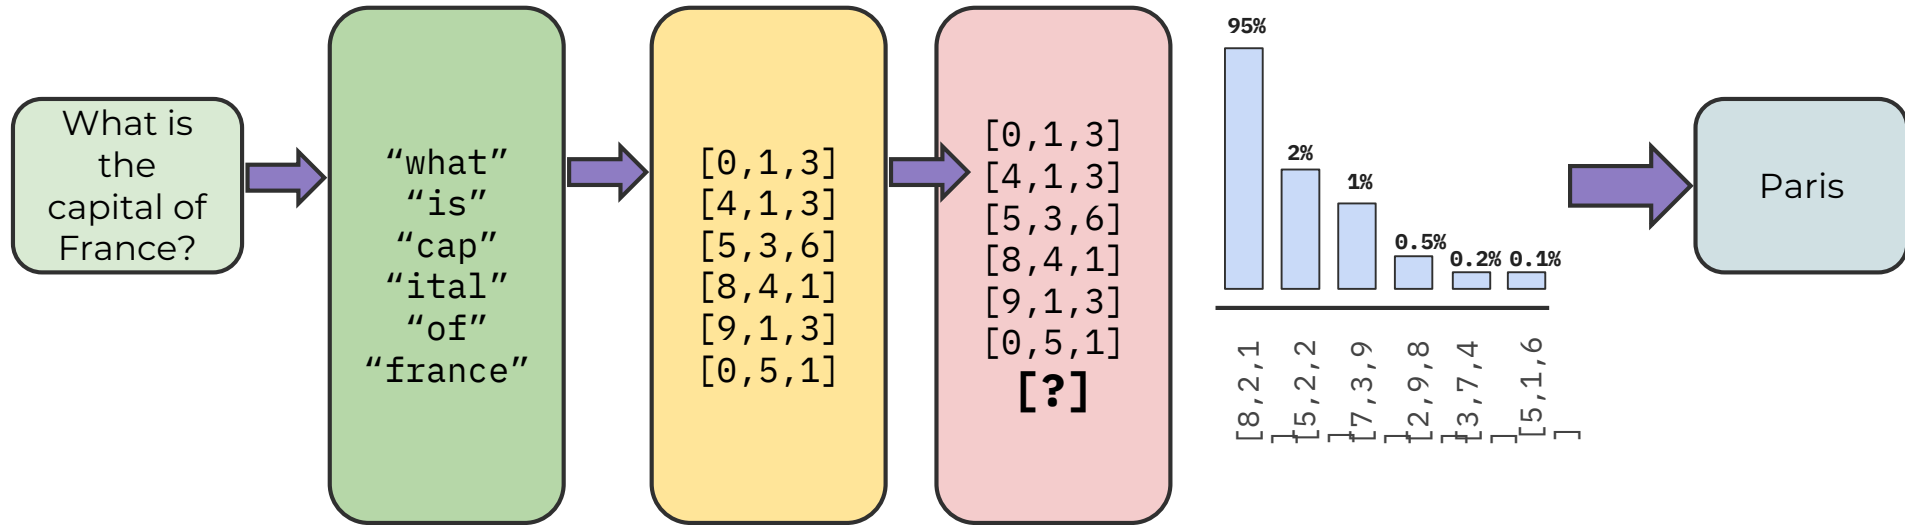 What is
the
capital of
France?
“what”
“is”
“cap”
“ital”
“of”
“france”
[0,1,3]
[4,1,3]
[5,3,6]
[8,4,1]
[9,1,3]
[0,5,1]
[0,1,3]
[4,1,3]
[5,3,6]
[8,4,1]
[9,1,3]
[0,5,1]
[?]
95%
2%
1%
0.5%
0.2%
0.1%
[8,2,1
]
[5,2,2
]
[7,3,9
]
[2,9,8
]
[3,7,4
]
[5,1,6
]
Paris